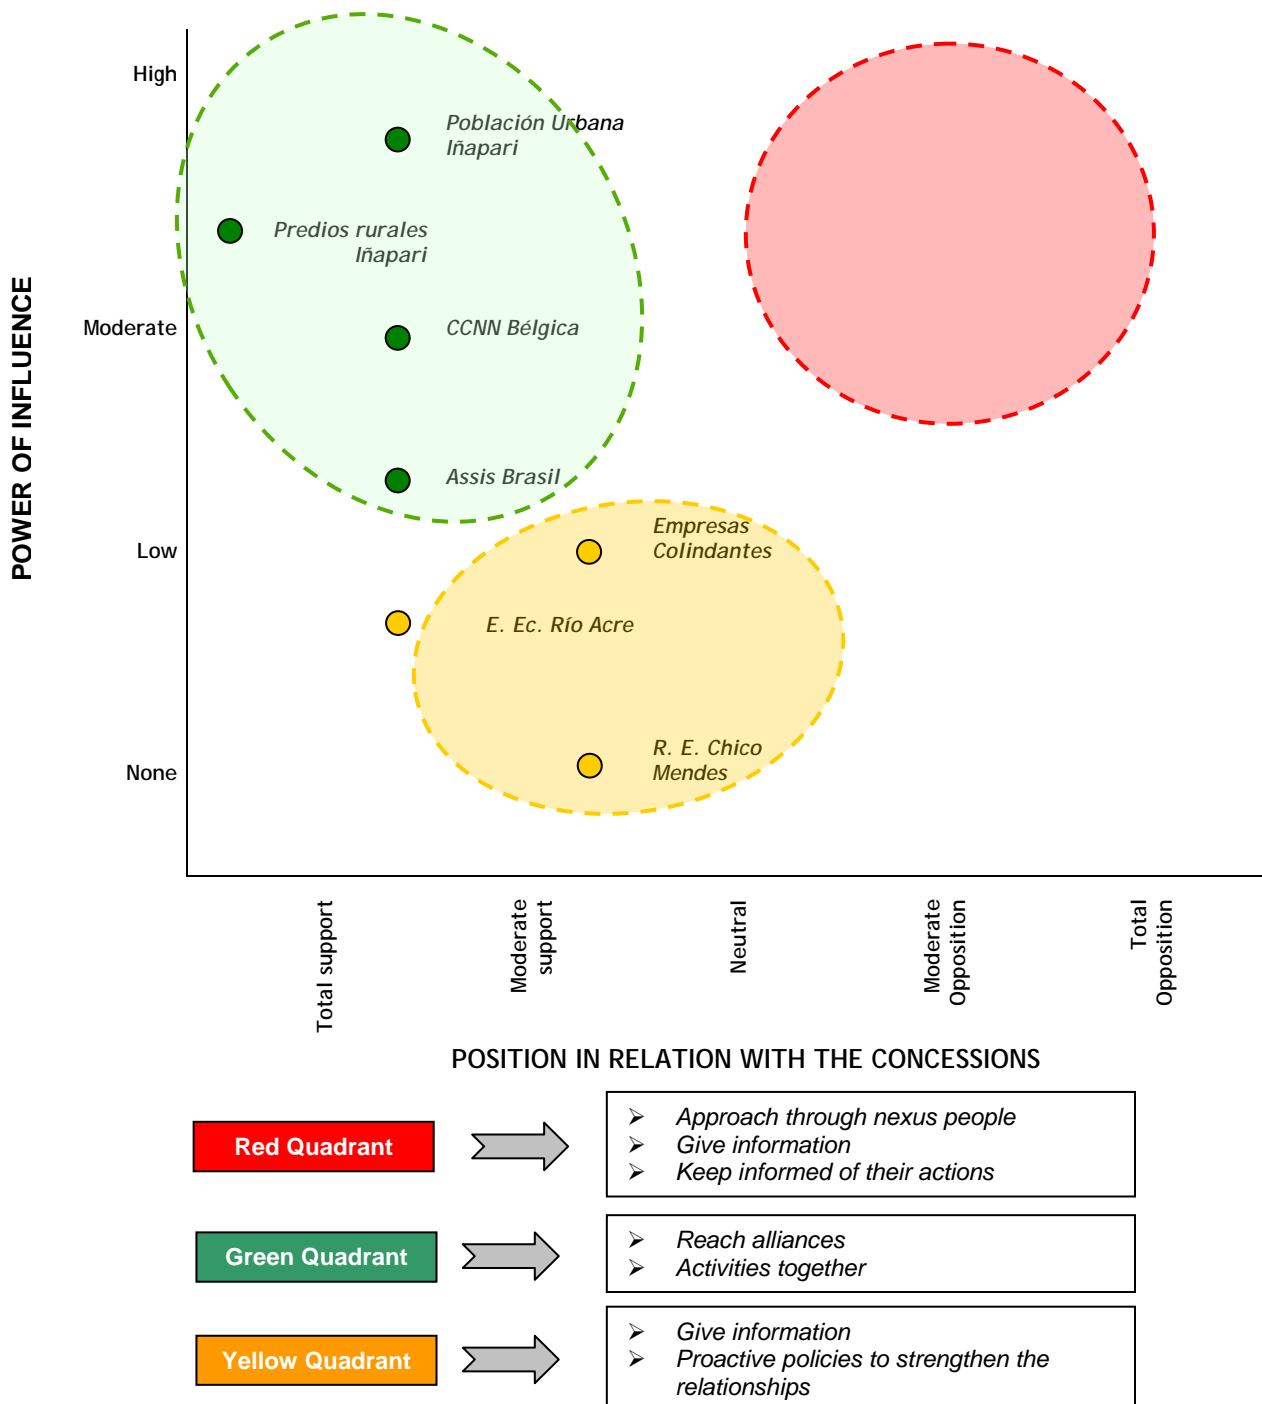 High
Población Urbana
Iñapari
Predios rurales
Iñapari
Moderate
CCNN Bélgica
POWER OF INFLUENCE
Assis Brasil
Empresas
Colindantes
Low
E. Ec. Río Acre
R. E. Chico
Mendes
None
Total support
Moderate
support
Neutral
Moderate
Opposition
Total
Opposition
POSITION IN RELATION WITH THE CONCESSIONS
Red Quadrant
➢ Approach through nexus people
➢ Give information
➢ Keep informed of their actions
Green Quadrant
➢ Reach alliances
➢ Activities together
Yellow Quadrant
➢ Give information
➢ Proactive policies to strengthen the
relationships